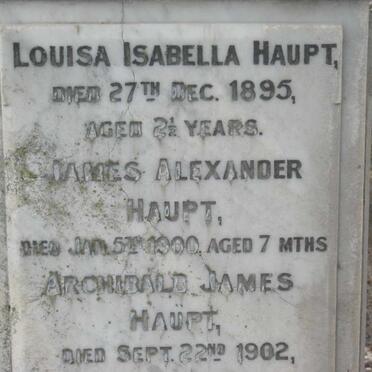 LOUISA ISABELLA HAUPT,
DIED 27TH DEC. 1895,
AGED 2½ YEARS.
JAMES ALEXANDER
HAUPT,
DIED JAN. 5TH 1900, AGED 7 MTHS
ARCHIBALD JAMES
HAUPT,
DIED SEPT. 22ND 1902,